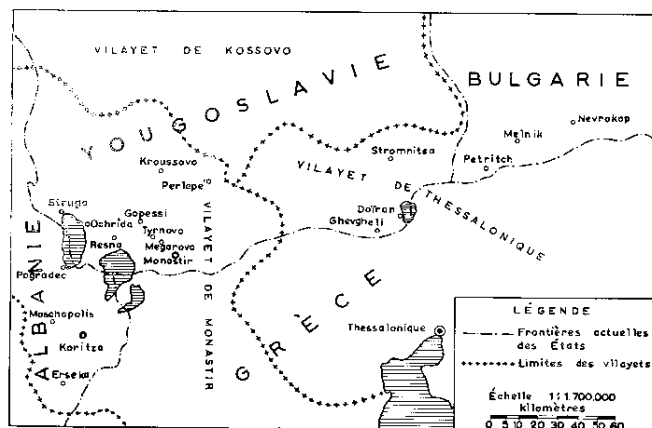 VILAYET DE KOSSOVO
YOUGOSLAVIE
BULGARIE
Nevrokop
Melnik
Petritch
Stromnitsa
VILAYET DE THESSALONIQUE
Kroussovo
Perlepe
Doïran
Ghevgheli
Struga
Ochrida
Gopessi
Resna
Tyrnovo
Megarova
Monastir
VILAYET DE MONASTIR
Pogradec
ALBANIE
Moschopolis
Koritza
Erseka
GRÈCE
Thessalonique
LÉGENDE
Frontières actuelles
des États
Limites des vilayets
Échelle 1:1.700,000
kilomètres
0 5 10 20 30 40 50 60